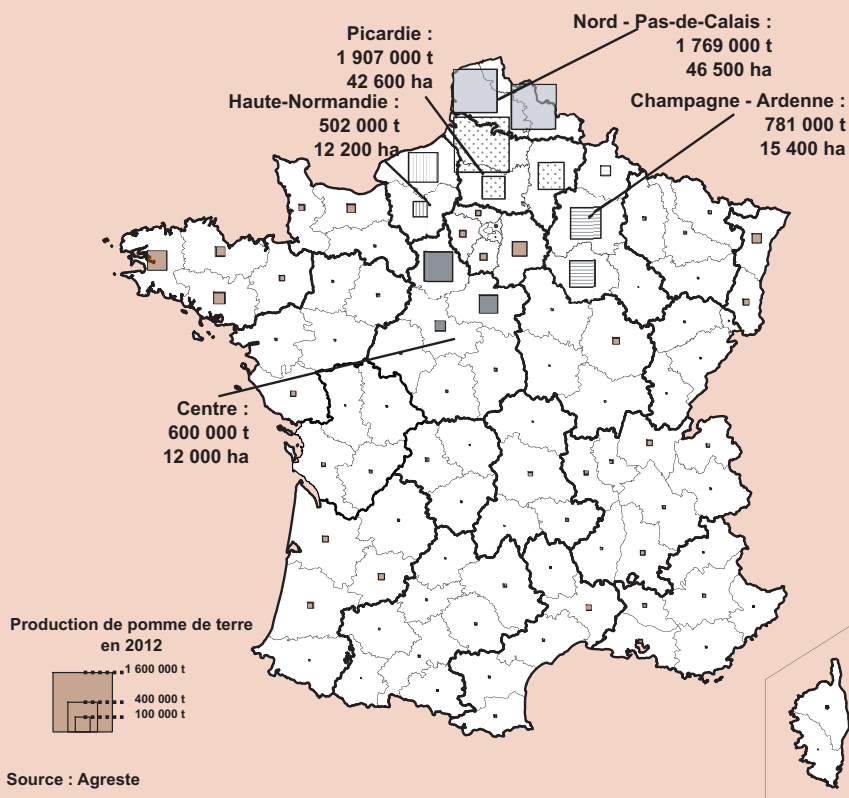 Nord - Pas-de-Calais :
1 769 000 t
46 500 ha
Picardie :
1 907 000 t
42 600 ha
Haute-Normandie :
502 000 t
12 200 ha
Champagne - Ardenne :
781 000 t
15 400 ha
Centre :
600 000 t
12 000 ha
Production de pomme de terre
en 2012
1 600 000 t
400 000 t
100 000 t
Source : Agreste